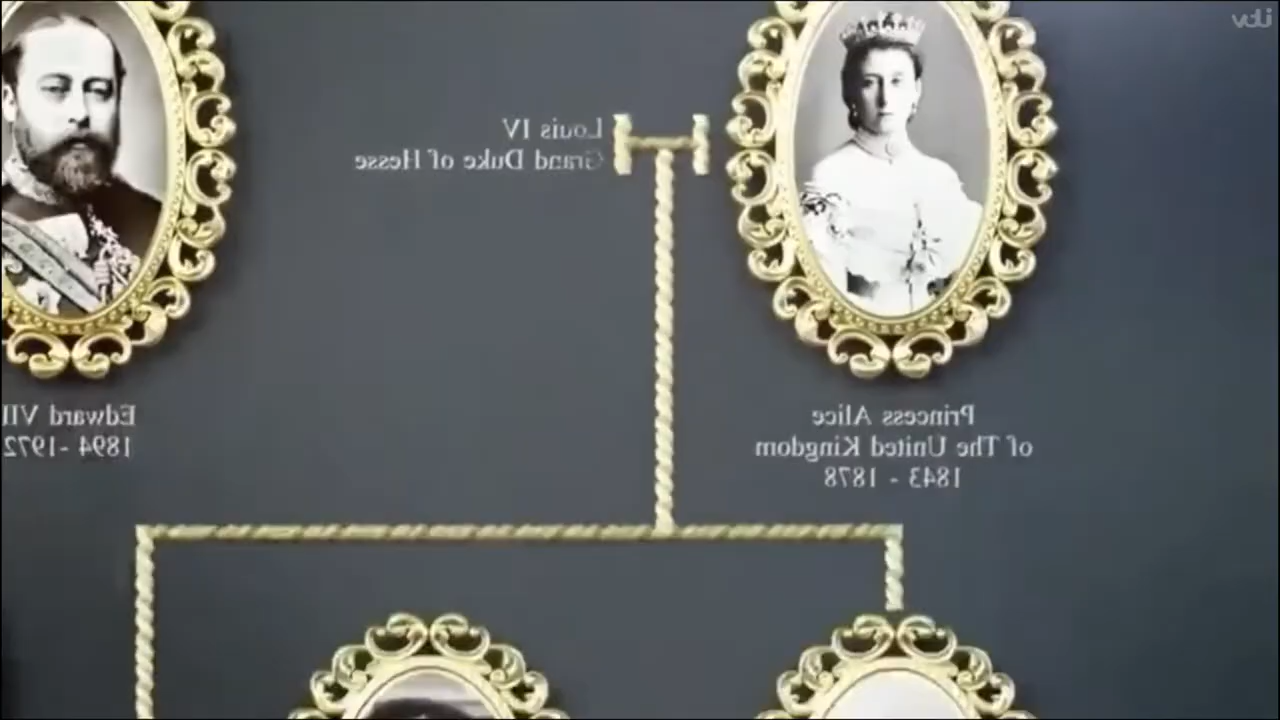 Louis IV
Grand Duke of Hesse
Edward VII
1894 - 1972
Princess Alice
of The United Kingdom
1843 - 1878